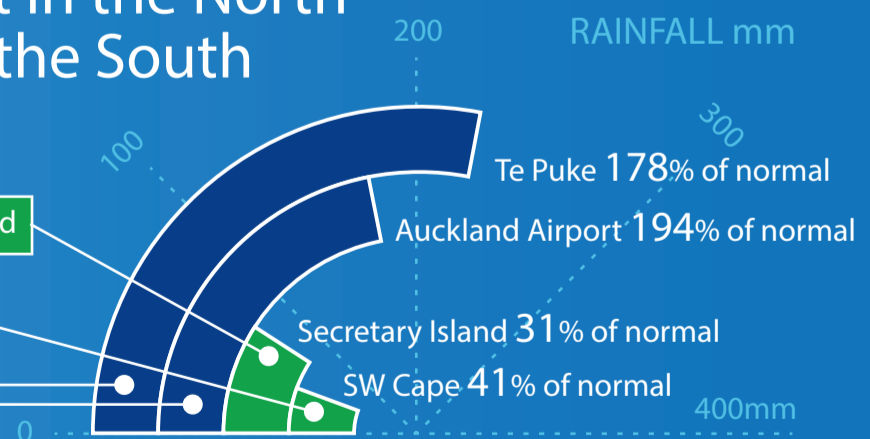 in the North
the South
200
RAINFALL mm
100
300
Te Puke 178% of normal
d
Auckland Airport 194% of normal
Secretary Island 31% of normal
SW Cape 41% of normal
400mm
0